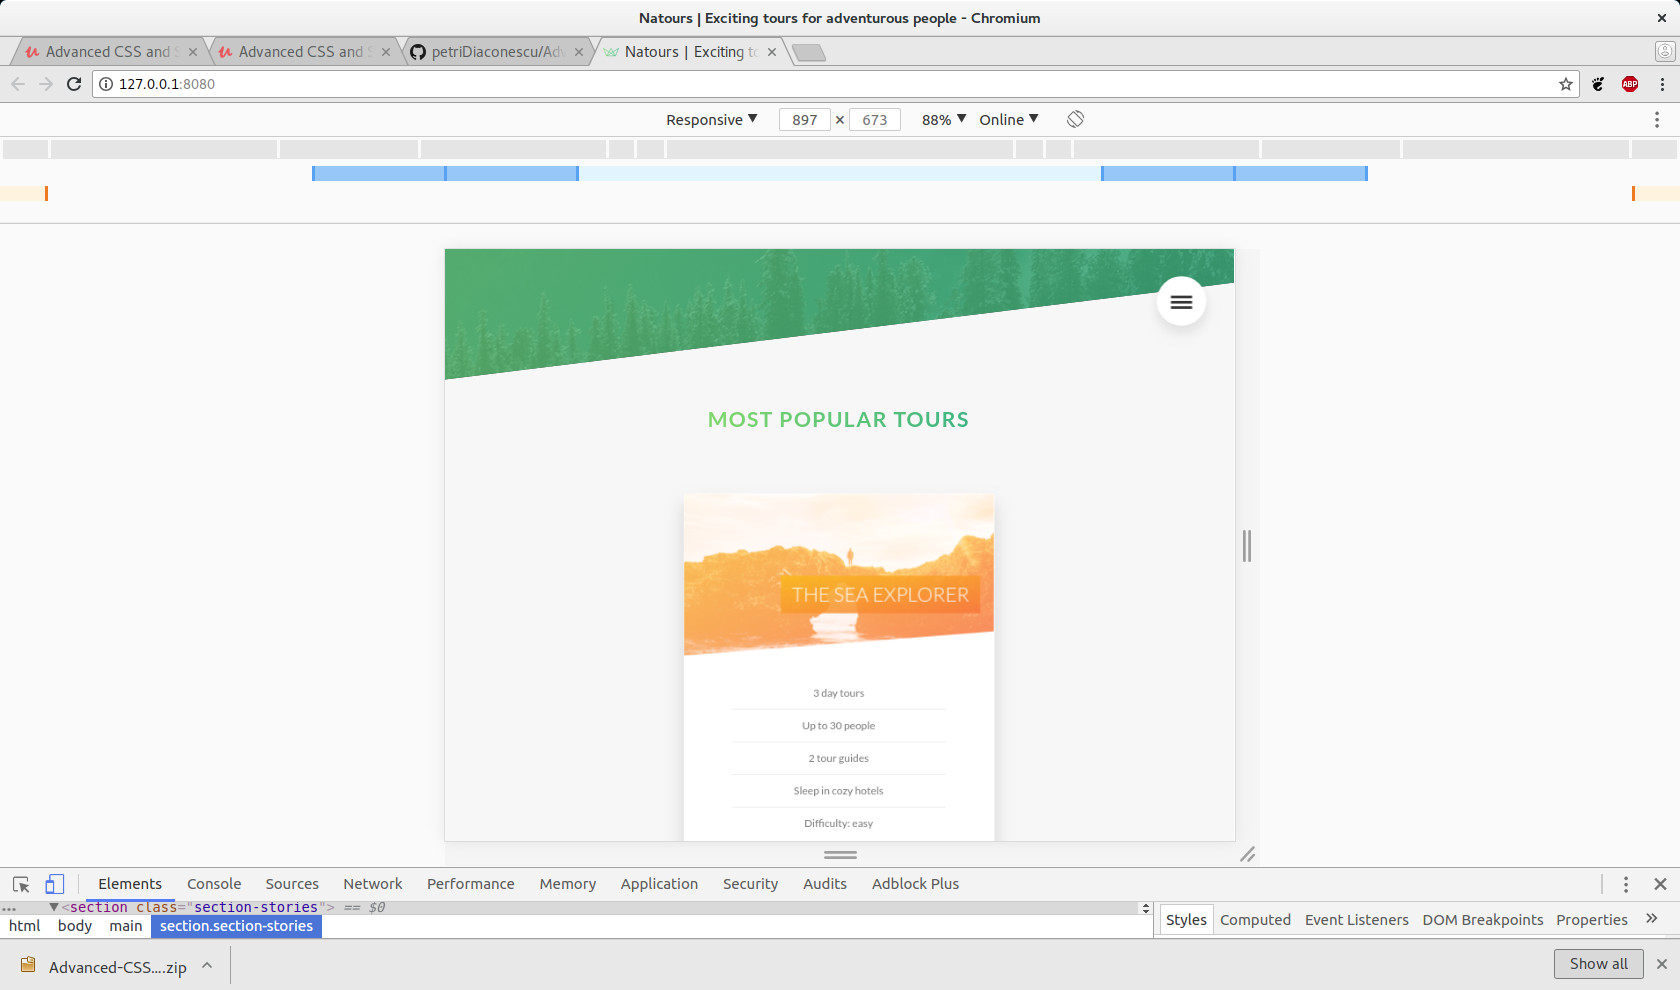 Natours | Exciting tours for adventurous people - Chromium
Advanced CSS and S
Advanced CSS and S
petriDiaconescu/Adv
Natours | Exciting to
127.0.0.1:8080
ABP
Responsive 897 × 673 88% Online
MOST POPULAR TOURS
THE SEA EXPLORER
3 day tours
Up to 30 people
2 tour guides
Sleep in cozy hotels
Difficulty: easy
Elements Console Sources Network Performance Memory Application Security Audits Adblock Plus
... <section class="section-stories"> == $0
html body main section.section-stories
Styles Computed Event Listeners DOM Breakpoints Properties »
Advanced-CSS....zip
Show all